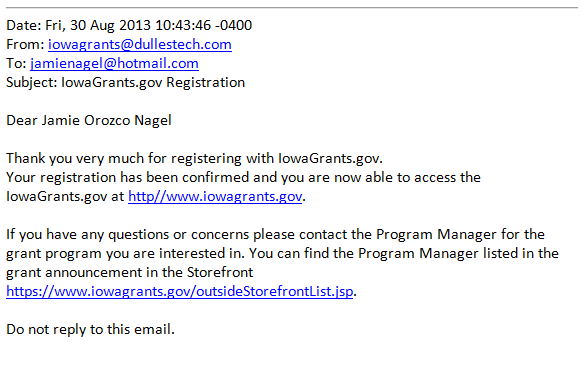 Date: Fri, 30 Aug 2013 10:43:46 -0400
From: iowagrants@dullestech.com
To: jamienagel@hotmail.com
Subject: IowaGrants.gov Registration
Dear Jamie Orozco Nagel
Thank you very much for registering with IowaGrants.gov.
Your registration has been confirmed and you are now able to access the
IowaGrants.gov at http//www.iowagrants.gov.
If you have any questions or concerns please contact the Program Manager for the
grant program you are interested in. You can find the Program Manager listed in the
grant announcement in the Storefront
https://www.iowagrants.gov/outsideStorefrontList.jsp.
Do not reply to this email.